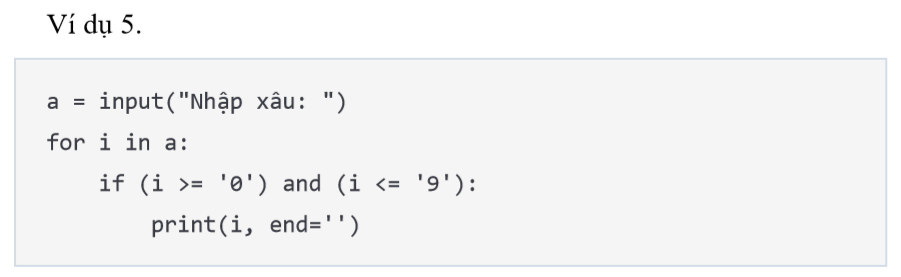 Ví dụ 5.
a = input("Nhập xâu: ")
for i in a:
    if (i >= '0') and (i <= '9'):
        print(i, end='')